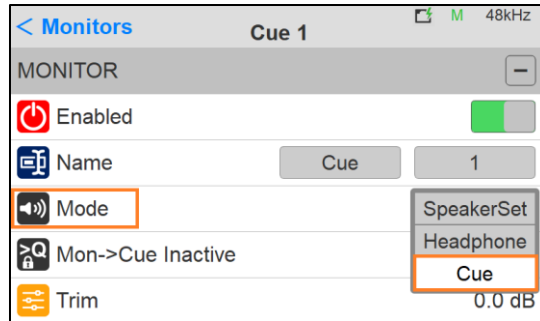 < Monitors Cue 1 M 48kHz
MONITOR
Enabled
Name Cue 1
Mode SpeakerSet
Headphone
>Q Mon->Cue Inactive
Cue
Trim 0.0 dB